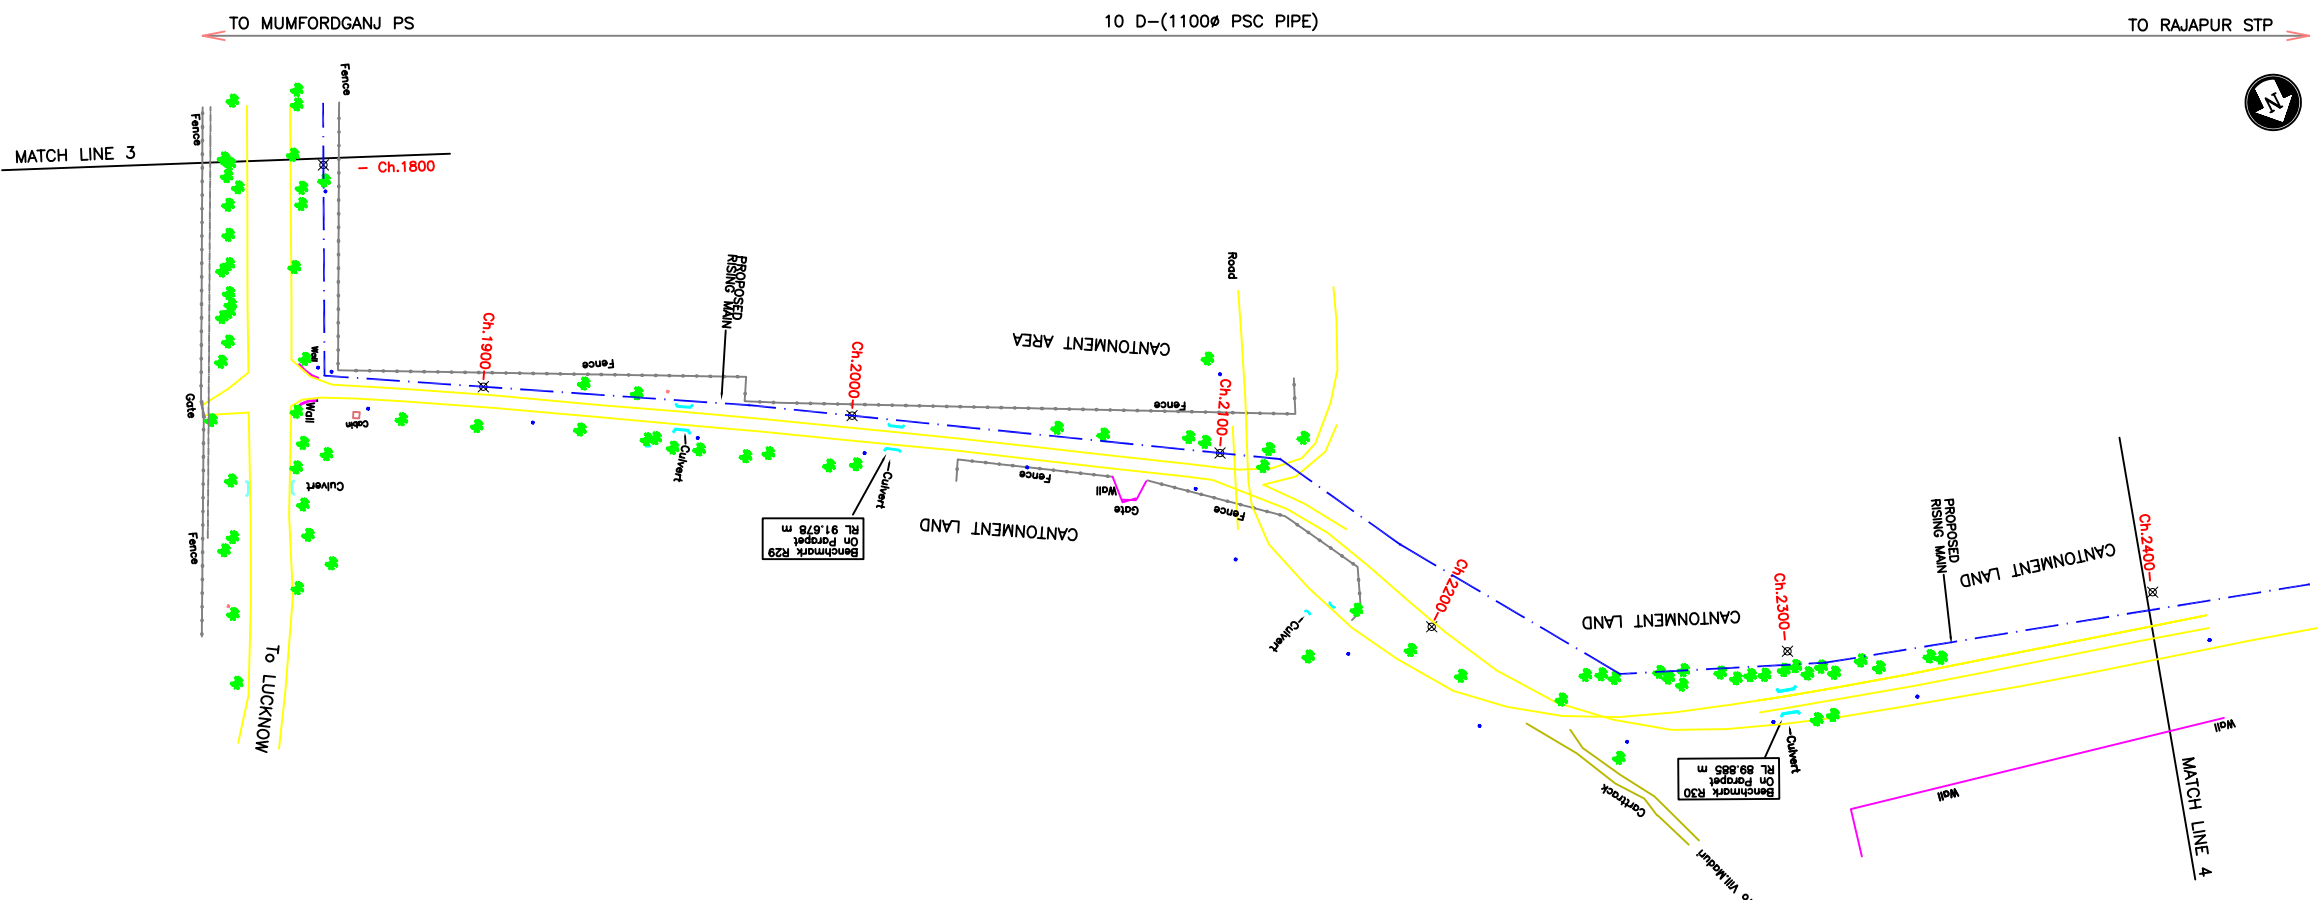 TO MUMFORDGANJ PS
10 D-(1100ø PSC PIPE)
TO RAJAPUR STP
N
Fence
Fence
MATCH LINE 3
- Ch.1800
PROPOSED
RISING MAIN
Road
Ch.1900-
Ch.2000-
CANTONMENT AREA
Wall
Fence
Ch.2100-
Fence
Gate
Wall
Cabin
Culvert
Culvert
Culvert
Fence
Wall
Gate
Fence
CANTONMENT LAND
Benchmark R29
On Parapet
RL 91.678 m
Fence
To LUCKNOW
Culvert
Ch.2200-
CANTONMENT LAND
Ch.2300-
PROPOSED
RISING MAIN
CANTONMENT LAND
Ch.2400-
Culvert
Benchmark R30
On Parapet
RL 89.885 m
Wall
Wall
MATCH LINE 4
Cartrack
Vill.Maduri